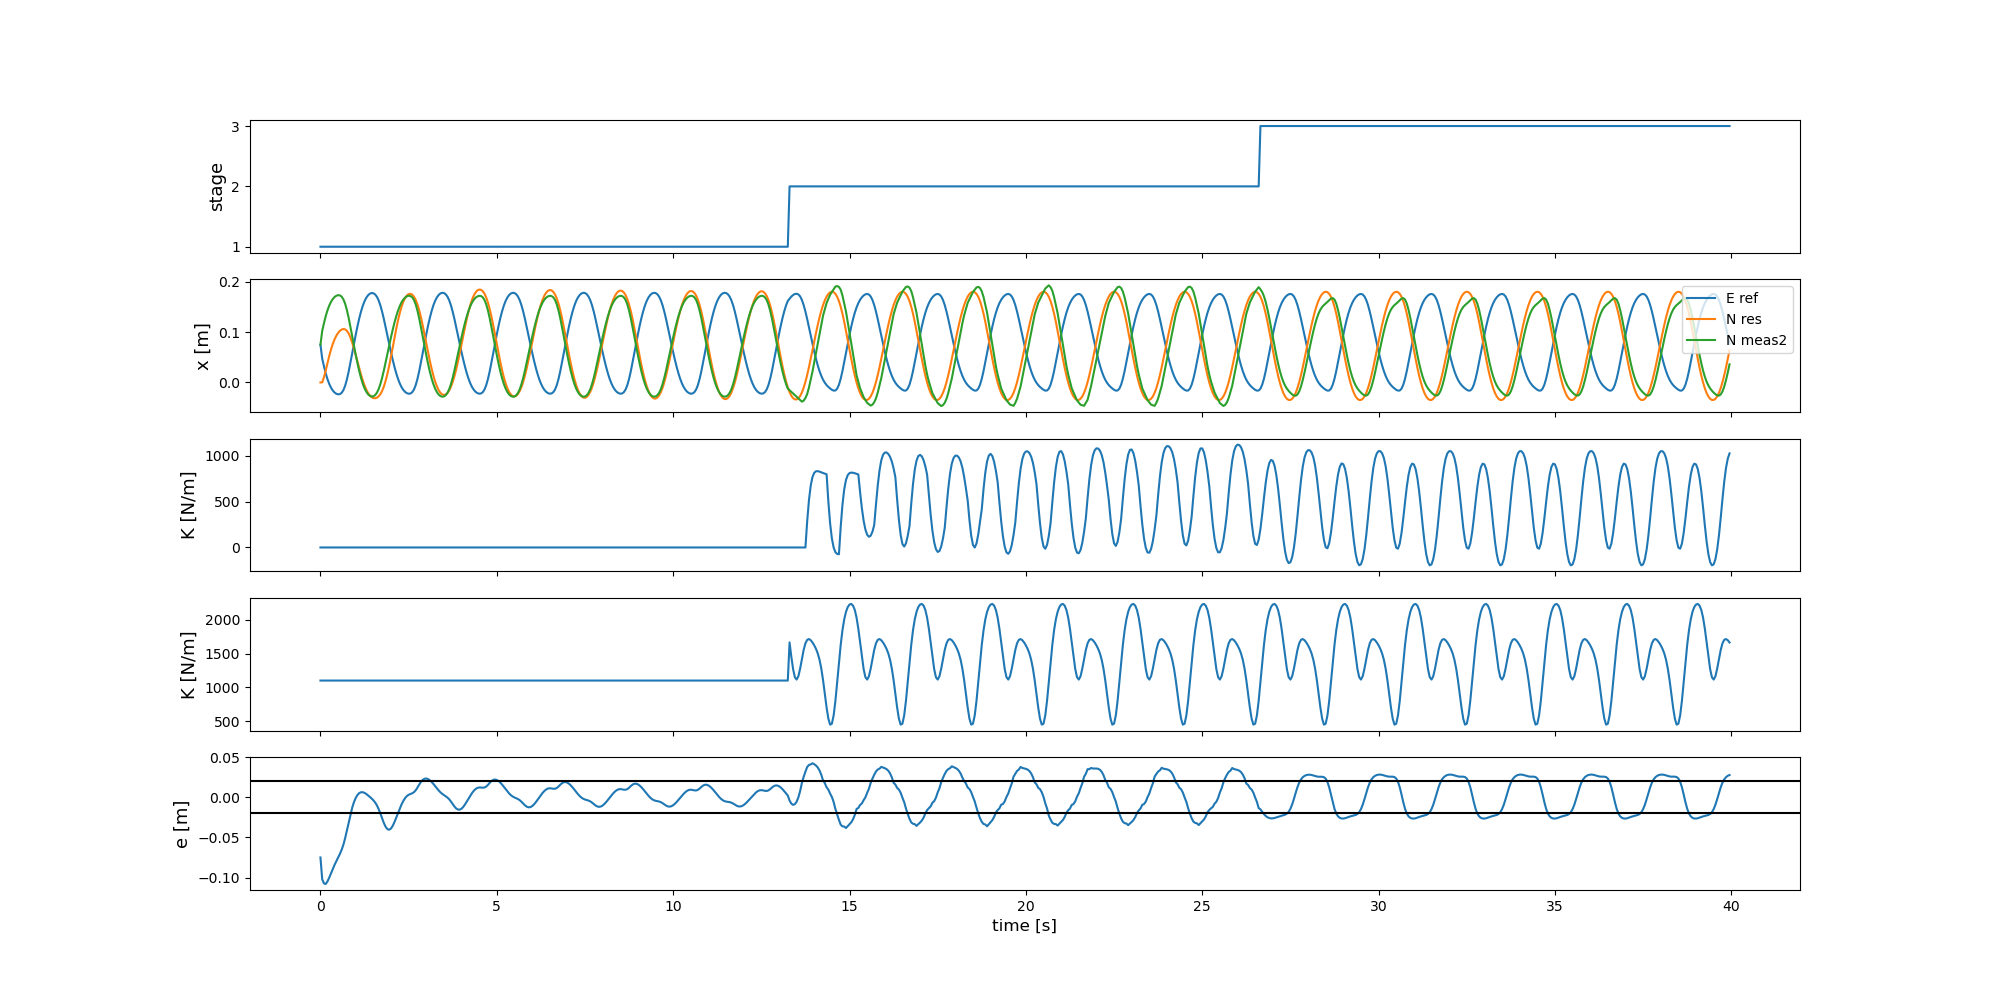 stage
3
2
1
x [m]
0.2
0.1
0.0
E ref
N res
N meas2
K [N/m]
1000
500
0
K [N/m]
2000
1500
1000
500
e [m]
0.05
0.00
−0.05
−0.10
0 5 10 15 20 25 30 35 40
time [s]